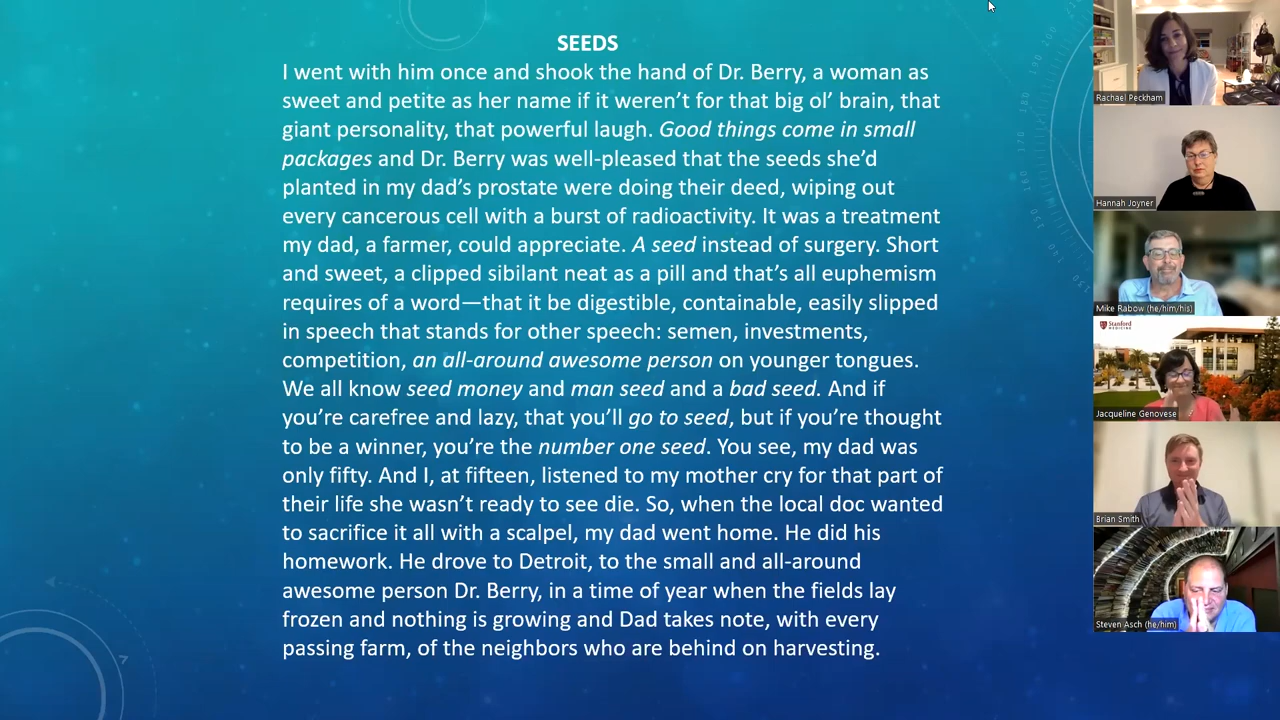 SEEDS
I went with him once and shook the hand of Dr. Berry, a woman as
sweet and petite as her name if it weren’t for that big ol’ brain, that
giant personality, that powerful laugh. Good things come in small
packages and Dr. Berry was well-pleased that the seeds she’d
planted in my dad’s prostate were doing their deed, wiping out
every cancerous cell with a burst of radioactivity. It was a treatment
my dad, a farmer, could appreciate. A seed instead of surgery. Short
and sweet, a clipped sibilant neat as a pill and that’s all euphemism
requires of a word—that it be digestible, containable, easily slipped
in speech that stands for other speech: semen, investments,
competition, an all-around awesome person on younger tongues.
We all know seed money and man seed and a bad seed. And if
you’re carefree and lazy, that you’ll go to seed, but if you’re thought
to be a winner, you’re the number one seed. You see, my dad was
only fifty. And I, at fifteen, listened to my mother cry for that part of
their life she wasn’t ready to see die. So, when the local doc wanted
to sacrifice it all with a scalpel, my dad went home. He did his
homework. He drove to Detroit, to the small and all-around
awesome person Dr. Berry, in a time of year when the fields lay
frozen and nothing is growing and Dad takes note, with every
passing farm, of the neighbors who are behind on harvesting.
Rachael Peckham
Hannah Joyner
Mike Rabow (he/him/his)
Stanford
MEDICINE
Jacqueline Genovese
Brian Smith
Steven Asch (he/him)